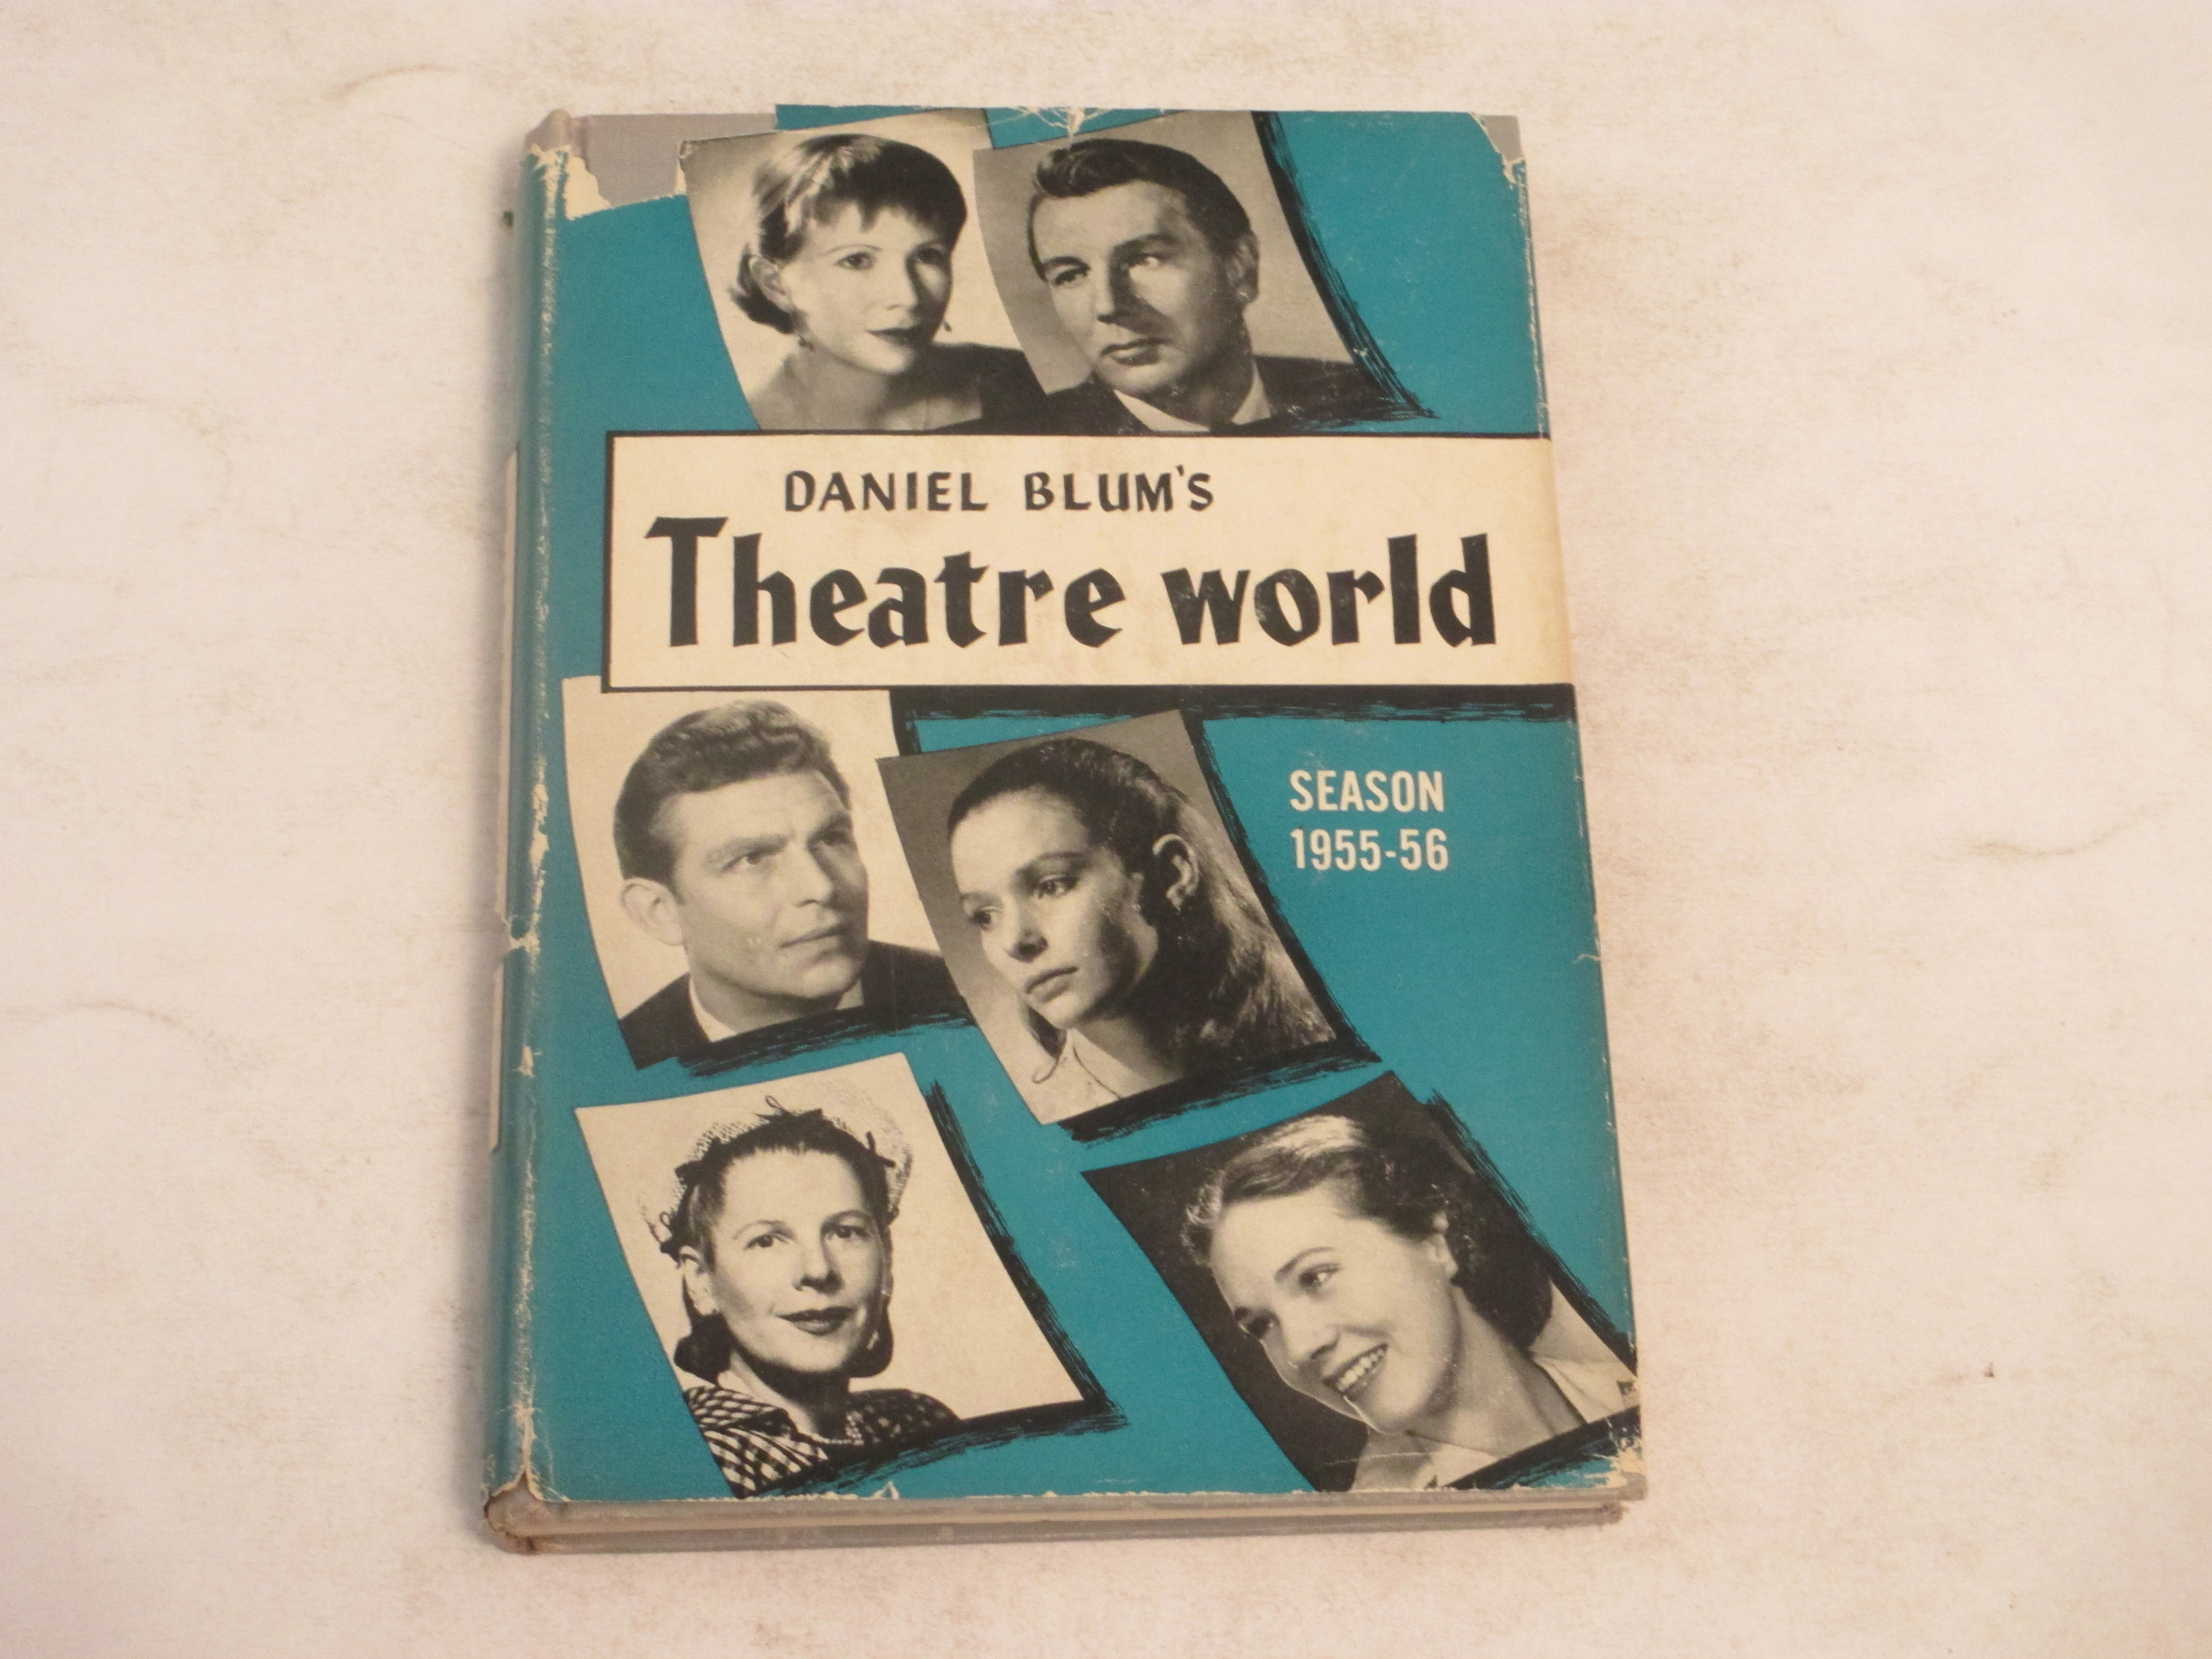 DANIEL BLUM'S
Theatre world
SEASON
1955-56